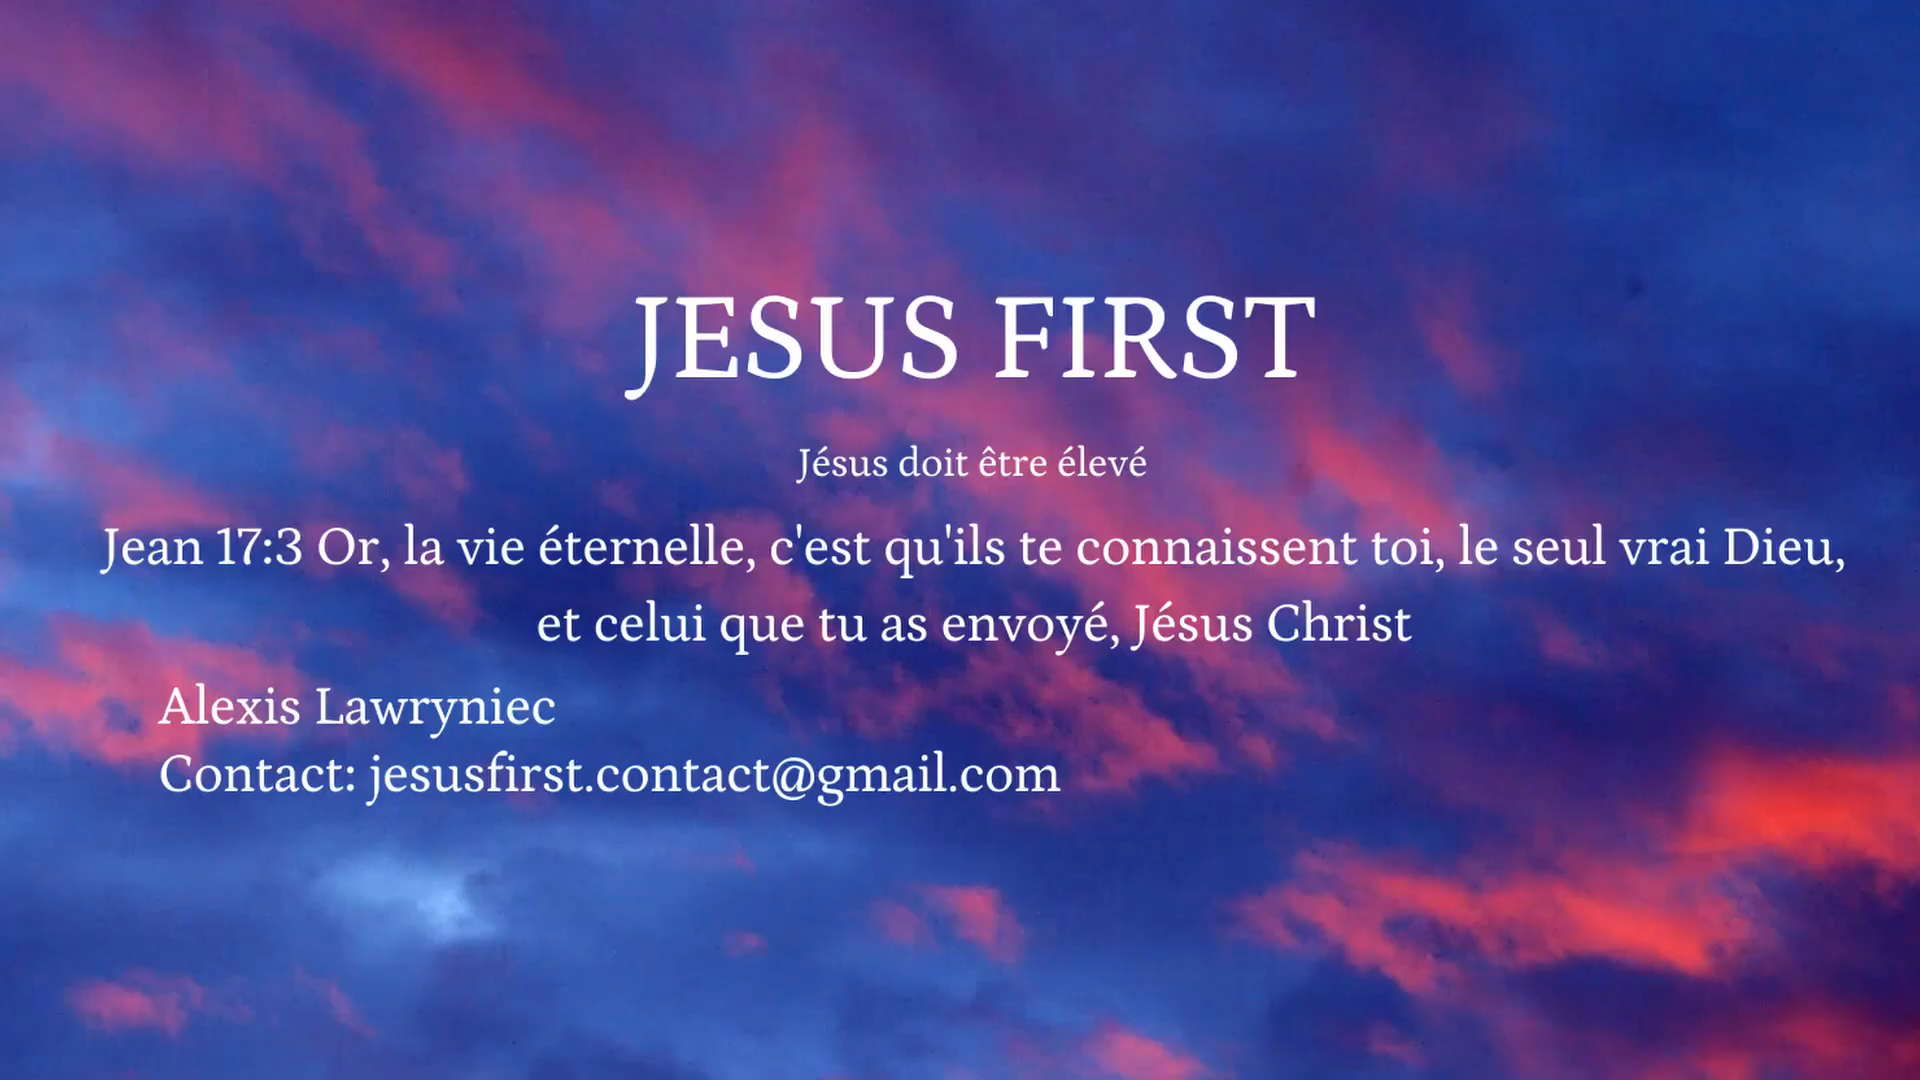 JESUS FIRST
Jésus doit être élevé
Jean 17:3 Or, la vie éternelle, c'est qu'ils te connaissent toi, le seul vrai Dieu,
et celui que tu as envoyé, Jésus Christ
Alexis Lawryniec
Contact: jesusfirst.contact@gmail.com